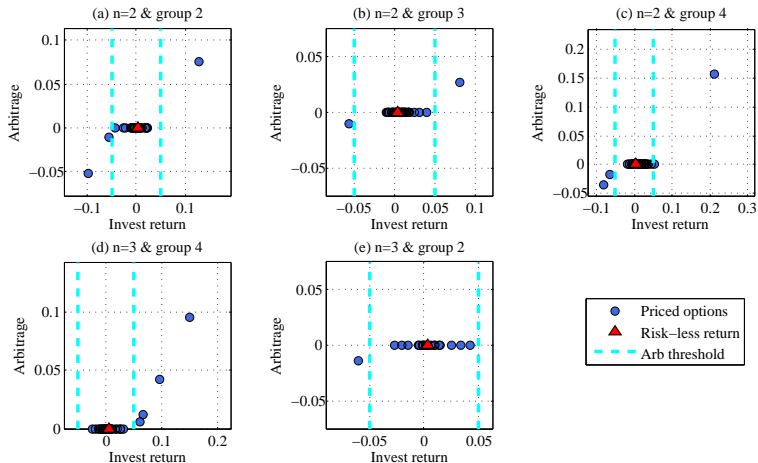 (a) n=2 & group 2
(b) n=2 & group 3
(c) n=2 & group 4
Arbitrage
0.1
0.05
0
−0.05
−0.1
0
0.1
Invest return
Arbitrage
0.05
0
−0.05
−0.05
0
0.05
0.1
Invest return
Arbitrage
0.2
0.15
0.1
0.05
0
−0.05
−0.1
0
0.1
0.2
0.3
Invest return
(d) n=3 & group 4
(e) n=3 & group 2
Arbitrage
0.1
0.05
0
0
0.1
0.2
Invest return
Arbitrage
0.05
0
−0.05
−0.05
0
0.05
Invest return
Priced options
Risk−less return
Arb threshold